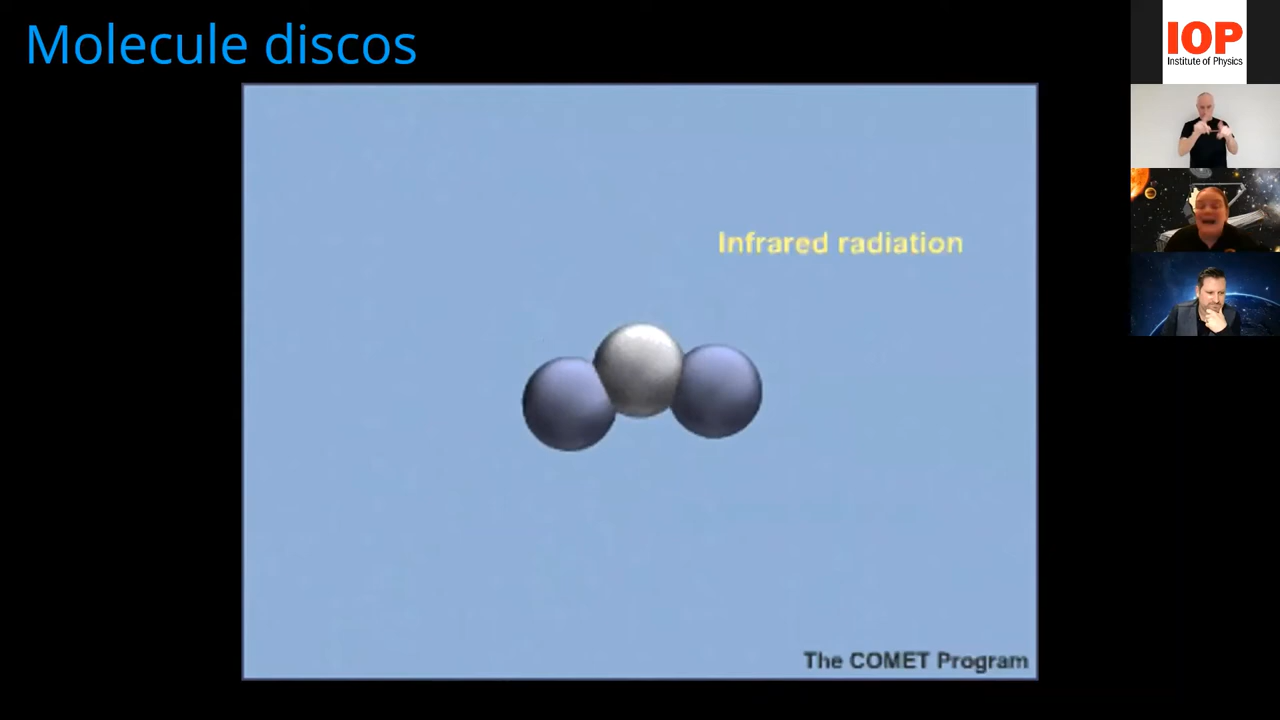 Molecule discos
IOP
Institute of Physics
Infrared radiation
The COMET Program